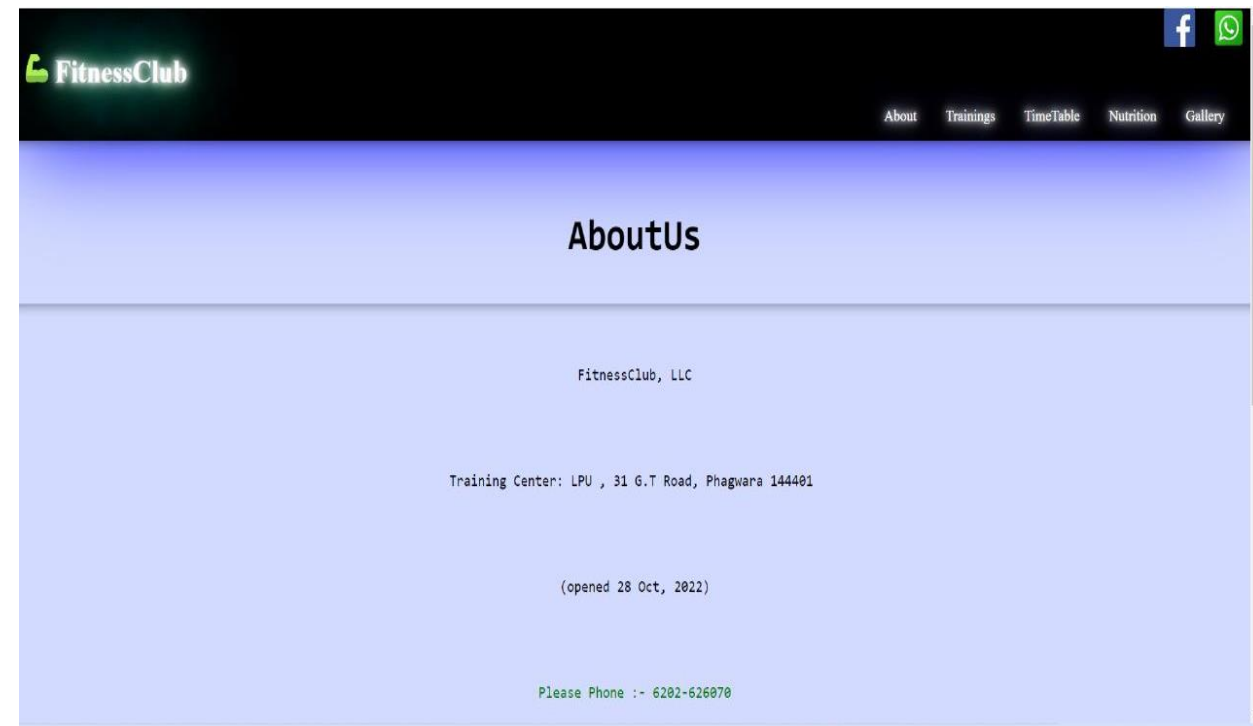 FitnessClub
About Trainings TimeTable Nutrition Gallery
AboutUs
FitnessClub, LLC
Training Center: LPU , 31 G.T Road, Phagwara 144401
(opened 28 Oct, 2022)
Please Phone :- 6202-626070